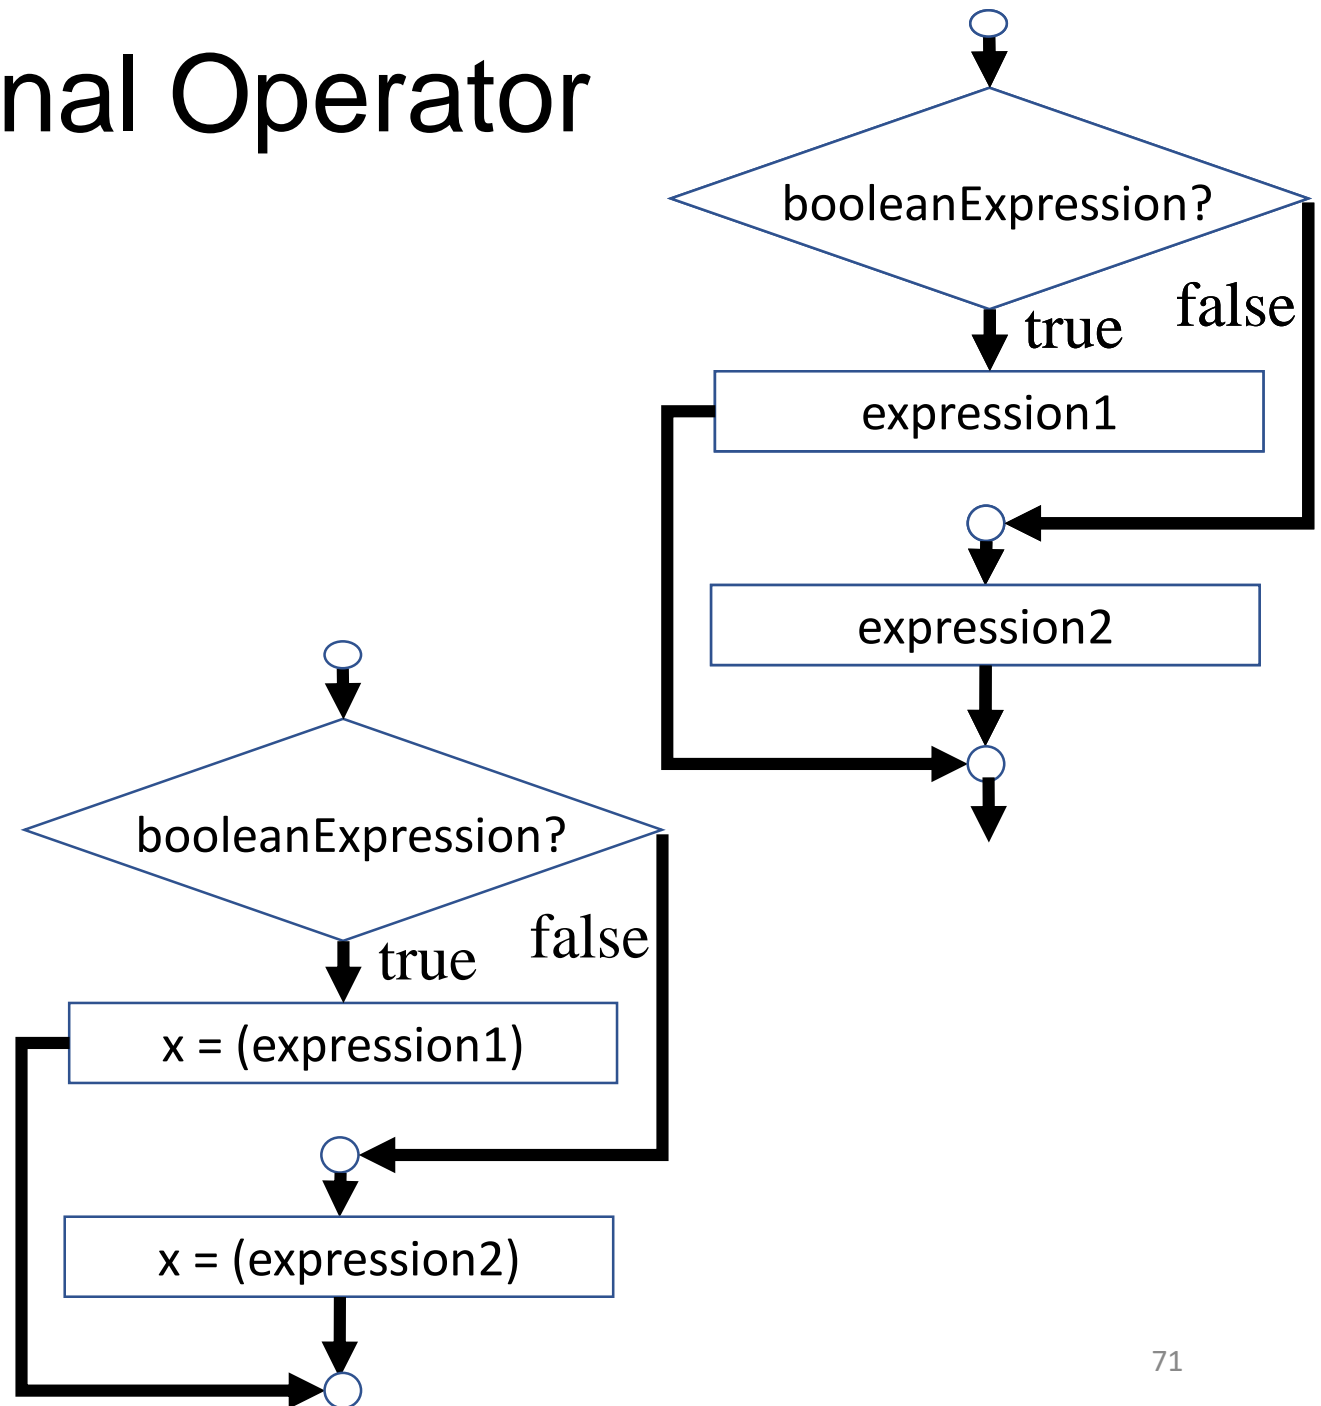 nal Operator
booleanExpression?
true
false
expression1
expression2
booleanExpression?
true
false
x = (expression1)
x = (expression2)
71